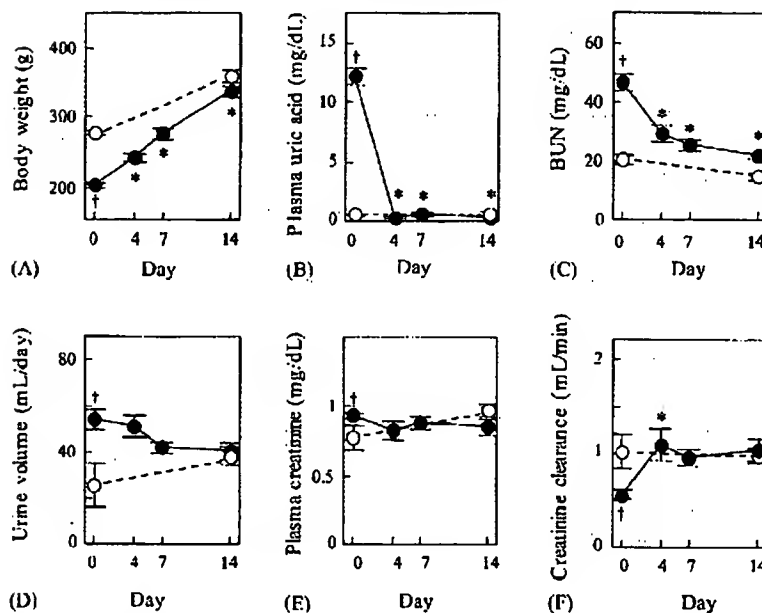 Body weight (g)
400
300
200
†
*
*
*
0 4 7 14
(A) Day
Plasma uric acid (mg/dL)
15
10
5
0
†
*
*
*
0 4 7 14
(B) Day
BUN (mg/dL)
60
40
20
0
†
*
*
*
0 4 7 14
(C) Day
Urine volume (mL/day)
80
40
0
†
0 4 7 14
(D) Day
Plasma creatinine (mg/dL)
1
0.5
†
0 4 7 14
(E) Day
Creatinine clearance (mL/min)
2
1
0
*
†
0 4 7 14
(F) Day